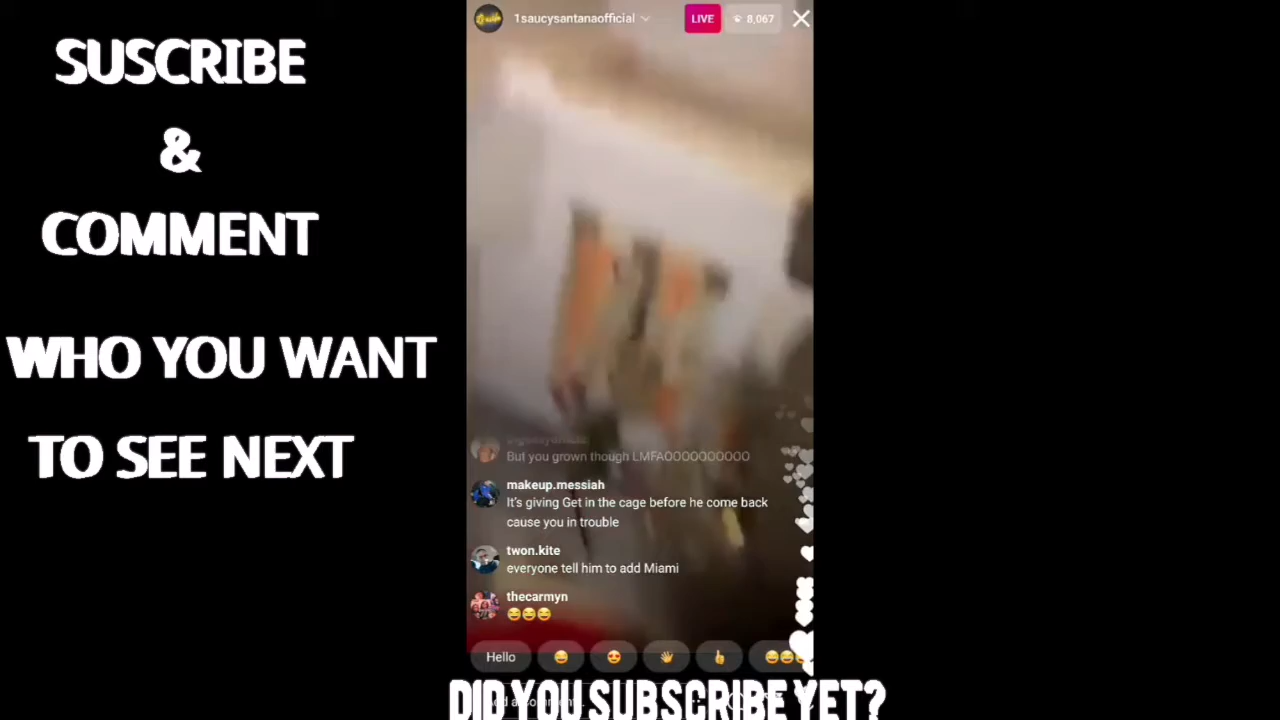 SUSCRIBE
&
COMMENT
WHO YOU WANT
TO SEE NEXT
1saucysantanaofficial
LIVE
8,067
But you grown though LMFAOOOOOOOOOO
makeup.messiah
It's giving Get in the cage before he come back
cause you in trouble
twon.kite
everyone tell him to add Miami
thecarmyn
😂😂😂
Hello
DID YOU SUBSCRIBE YET?